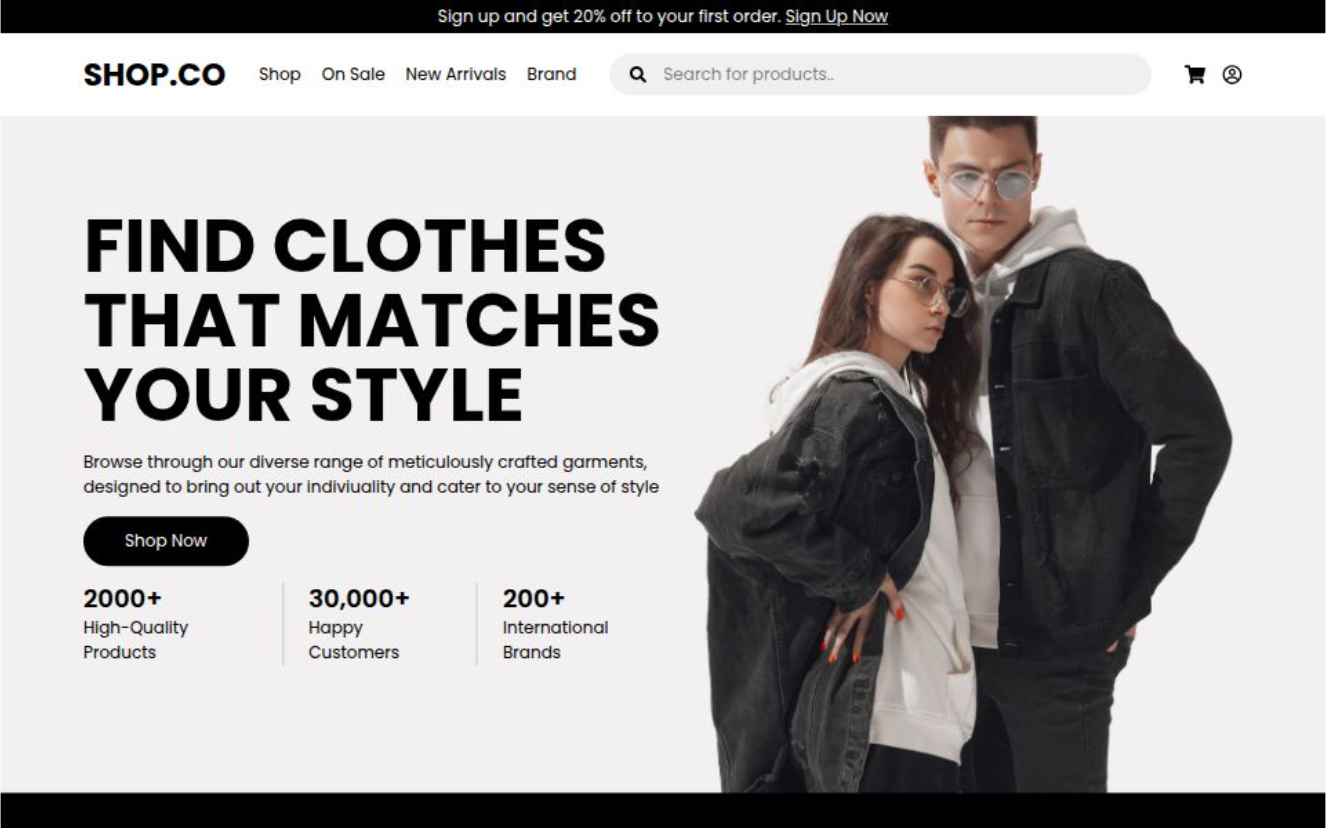 Sign up and get 20% off to your first order. Sign Up Now
SHOP.CO
Shop
On Sale
New Arrivals
Brand
Search for products..
FIND CLOTHES
THAT MATCHES
YOUR STYLE
Browse through our diverse range of meticulously crafted garments,
designed to bring out your indiviuality and cater to your sense of style
Shop Now
2000+
High-Quality
Products
30,000+
Happy
Customers
200+
International
Brands